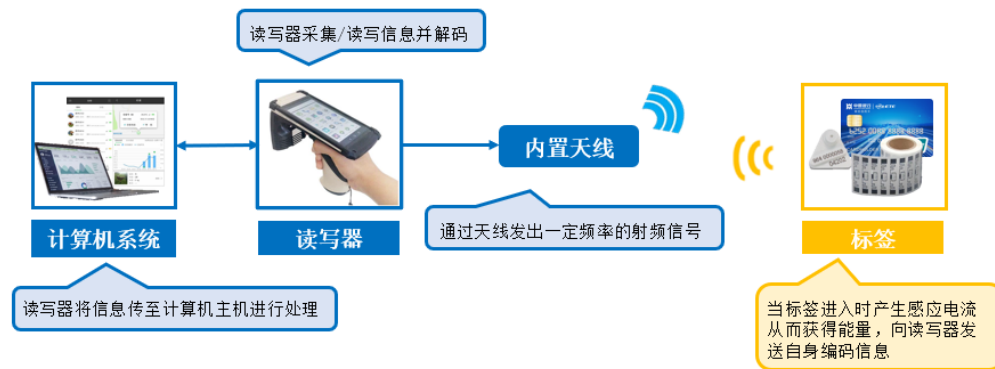 读写器采集/读写信息并解码
内置天线
计算机系统
读写器
通过天线发出一定频率的射频信号
标签
读写器将信息传至计算机主机进行处理
当标签进入时产生感应电流
从而获得能量，向读写器发
送自身编码信息